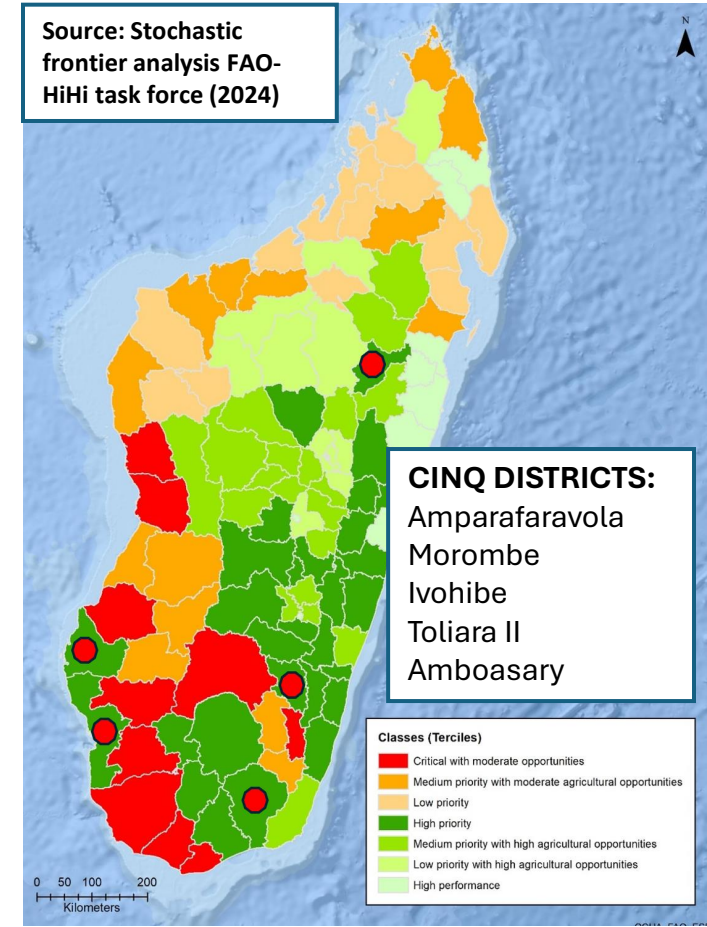 Source: Stochastic
frontier analysis FAO-
HiHi task force (2024)
N
CINQ DISTRICTS:
Amparafaravola
Morombe
Ivohibe
Toliara II
Amboasary
Classes (Terciles)
Critical with moderate opportunities
Medium priority with moderate agricultural opportunities
Low priority
High priority
Medium priority with high agricultural opportunities
Low priority with high agricultural opportunities
High performance
0 50 100 200
Kilometers